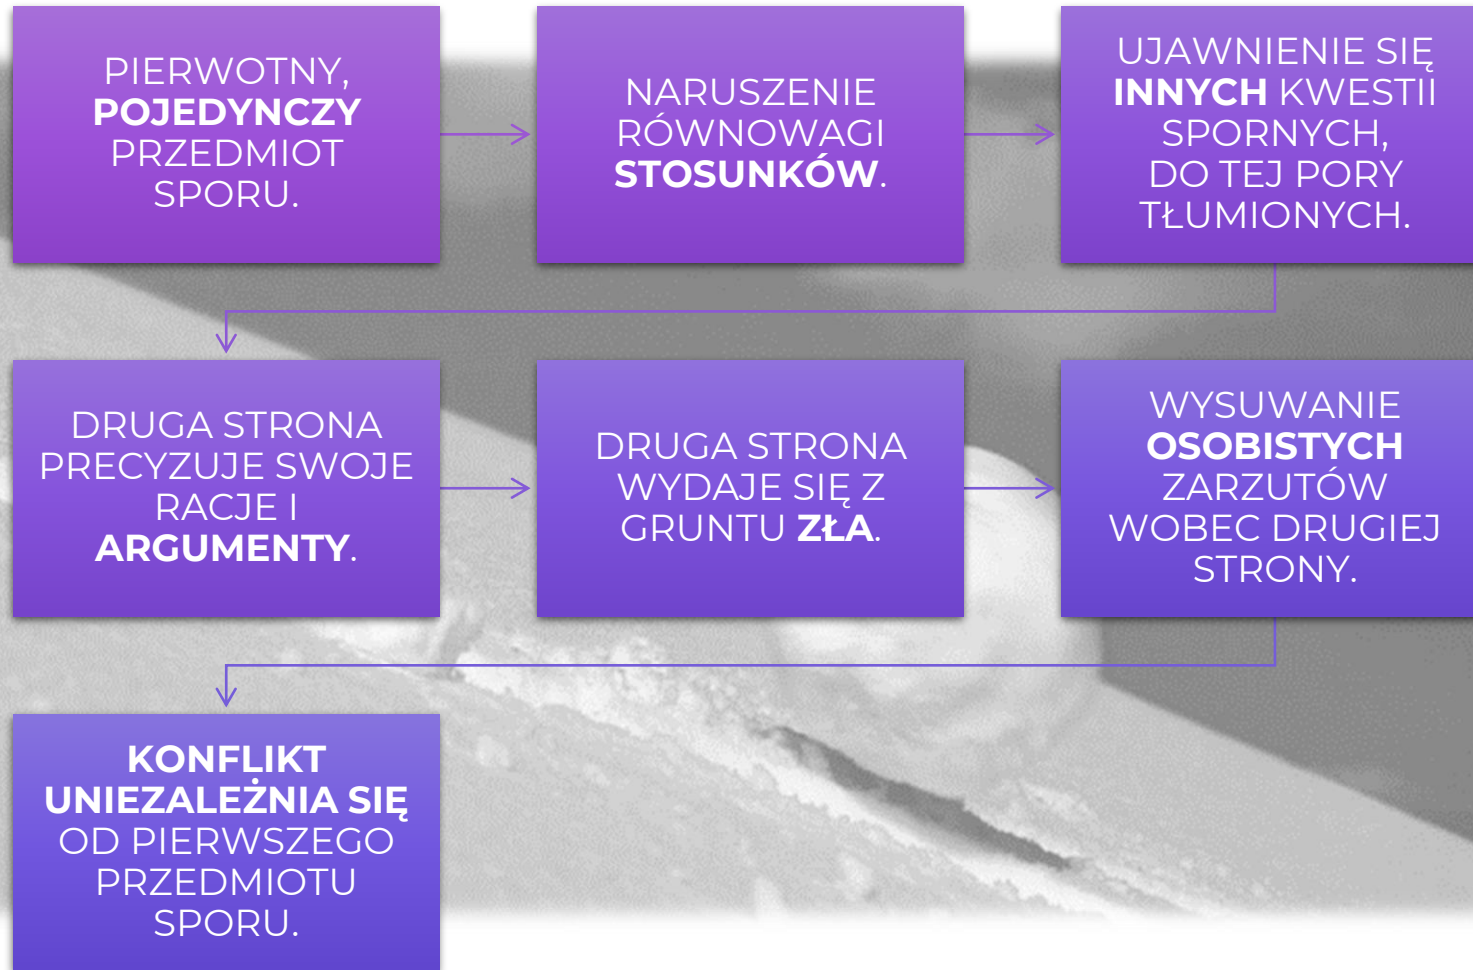 PIERWOTNY,
POJEDYNCZY
PRZEDMIOT
SPORU.
NARUSZENIE
RÓWNOWAGI
STOSUNKÓW.
UJAWNIENIE SIĘ
INNYCH KWESTII
SPORNYCH,
DO TEJ PORY
TŁUMIONYCH.
DRUGA STRONA
PRECYZUJE SWOJE
RACJE I
ARGUMENTY.
DRUGA STRONA
WYDAJE SIĘ Z
GRUNTU ZŁA.
WYSUWANIE
OSOBISTYCH
ZARZUTÓW
WOBEC DRUGIEJ
STRONY.
KONFLIKT
UNIEZALEŻNIA SIĘ
OD PIERWSZEGO
PRZEDMIOTU
SPORU.